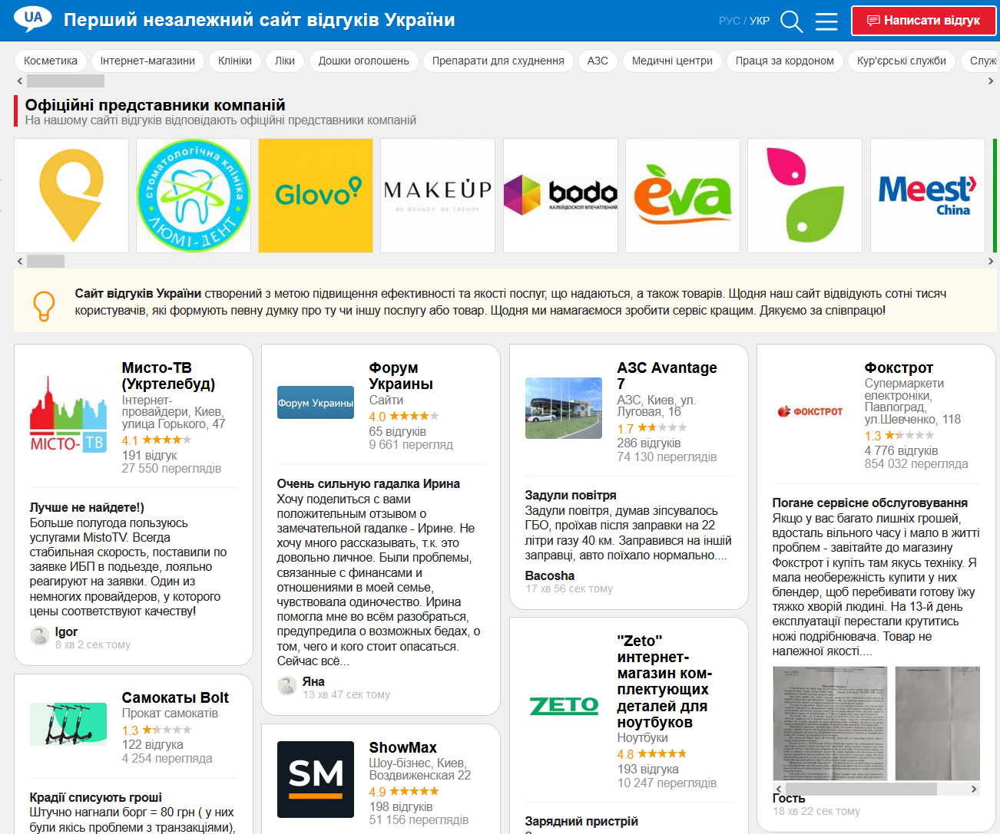 UA
Перший незалежний сайт відгуків України
РУС / УКР
Написати відгук
Косметика
Інтернет-магазини
Клініки
Ліки
Дошки оголошень
Препарати для схуднення
АЗС
Медичні центри
Праця за кордоном
Кур'єрські служби
Служ
Офіційні представники компаній
На нашому сайті відгуків відповідають офіційні представники компаній
стоматологічна клініка
ЛЮМІ-ДЕНТ
Glovo
MAKEUP
BE BRANDY. BE TRENDY.
bodo
КАЛЕЙДОСКОП ВПЕЧАТЛЕНИЙ
èva
Meest
China
Сайт відгуків України створений з метою підвищення ефективності та якості послуг, що надаються, а також товарів. Щодня наш сайт відвідують сотні тисяч
користувачів, які формують певну думку про ту чи іншу послугу або товар. Щодня ми намагаємося зробити сервіс кращим. Дякуємо за співпрацю!
МІСТО-ТВ
Мисто-ТВ
(Укртелебуд)
Інтернет-
провайдери, Киев,
улица Горького, 47
4.1
191 відгук
27 550 переглядів
Лучше не найдете!)
Больше полугода пользуюсь
услугами MistoTV. Всегда
стабильная скорость, поставили по
заявке ИБП в подьезде, лояльно
реагируют на заявки. Один из
немногих провайдеров, у которого
цены соответствуют качеству!
Igor
8 хв 2 сек тому
Самокаты Bolt
Прокат самокатів
1.3
122 відгука
4 254 перегляда
Крадії списують гроші
Штучно нагнали борг = 80 грн ( у них
були якісь проблеми з транзакціями),
Форум Украины
Форум
Украины
Сайти
4.0
65 відгуків
9 661 перегляд
Очень сильную гадалка Ирина
Хочу поделиться с вами
положительным отзывом о
замечательной гадалке - Ирине. Не
хочу много рассказывать, т.к. это
довольно личное. Были проблемы,
связанные с финансами и
отношениями в моей семье,
чувствовала одиночество. Ирина
помогла мне во всём разобраться,
предупредила о возможных бедах, о
том, чего и кого стоит опасаться.
Сейчас всё...
Яна
13 хв 47 сек тому
SM
ShowMax
Шоу-бізнес, Киев,
Воздвиженская 22
4.9
198 відгуків
51 156 переглядів
АЗС Avantage
7
АЗС, Киев, ул.
Луговая, 16
1.7
286 відгуків
74 130 переглядів
Задули повітря
Задули повітря, думав зіпсувалось
ГБО, проїхав після заправки на 22
літри газу 40 км. Заправився на іншій
заправці, авто поїхало нормально....
Bacosha
17 хв 56 сек тому
ZETO
"Zeto"
интернет-
магазин ком-
плектующих
деталей для
ноутбуков
Ноутбуки
4.8
193 відгука
10 247 переглядів
Зарядний пристрій
ФОКСТРОТ
Фокстрот
Супермаркети
електроніки,
Павлоград,
ул.Шевченко, 118
1.3
4 776 відгуків
854 032 перегляда
Погане сервісне обслуговування
Якщо у вас багато лишніх грошей,
вдосталь вільного часу і мало в житті
проблем - завітайте до магазину
Фокстрот і купіть там якусь техніку. Я
мала необережність купити у них
блендер, щоб перебивати готову їжу
тяжко хворій людині. На 13-й день
експлуатації перестали крутитись
ножі подрібнювача. Товар не
належної якості....
Гость
18 хв 22 сек тому